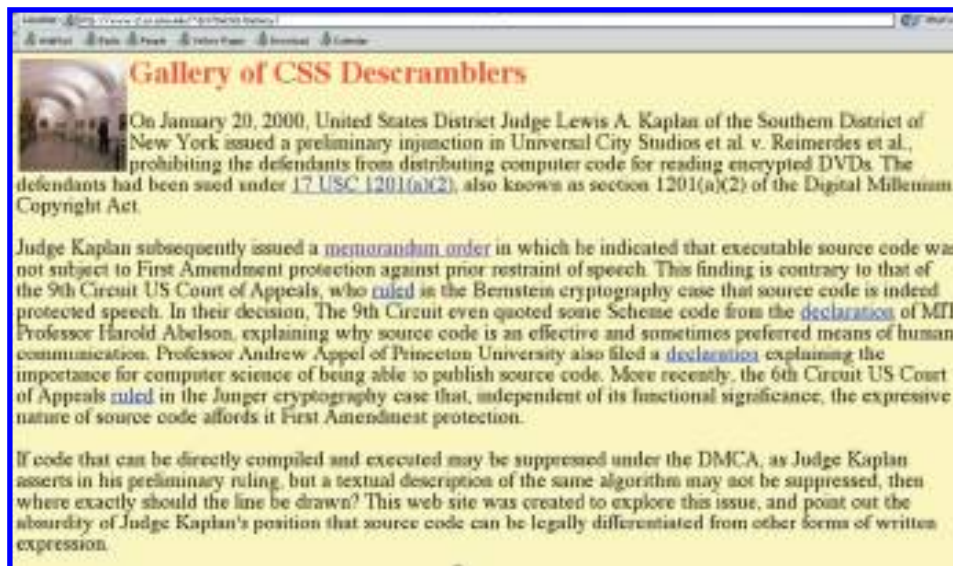 Gallery of CSS Descramblers
On January 20, 2000, United States District Judge Lewis A. Kaplan of the Southern District of
New York issued a preliminary injunction in Universal City Studios et al. v. Reimerdes et al.,
prohibiting the defendants from distributing computer code for reading encrypted DVDs. The
defendants had been sued under 17 USC 1201(a)(2), also known as section 1201(a)(2) of the Digital Millenium
Copyright Act.
Judge Kaplan subsequently issued a memorandum order in which he indicated that executable source code was
not subject to First Amendment protection against prior restraint of speech. This finding is contrary to that of
the 9th Circuit US Court of Appeals, who ruled in the Bernstein cryptography case that source code is indeed
protected speech. In their decision, The 9th Circuit even quoted some Scheme code from the declaration of MIT
Professor Harold Abelson, explaining why source code is an effective and sometimes preferred means of human
communication. Professor Andrew Appel of Princeton University also filed a declaration explaining the
importance for computer science of being able to publish source code. More recently, the 6th Circuit US Court
of Appeals ruled in the Junger cryptography case that, independent of its functional significance, the expressive
nature of source code affords it First Amendment protection.
If code that can be directly compiled and executed may be suppressed under the DMCA, as Judge Kaplan
asserts in his preliminary ruling, but a textual description of the same algorithm may not be suppressed, then
where exactly should the line be drawn? This web site was created to explore this issue, and point out the
absurdity of Judge Kaplan's position that source code can be legally differentiated from other forms of written
expression.